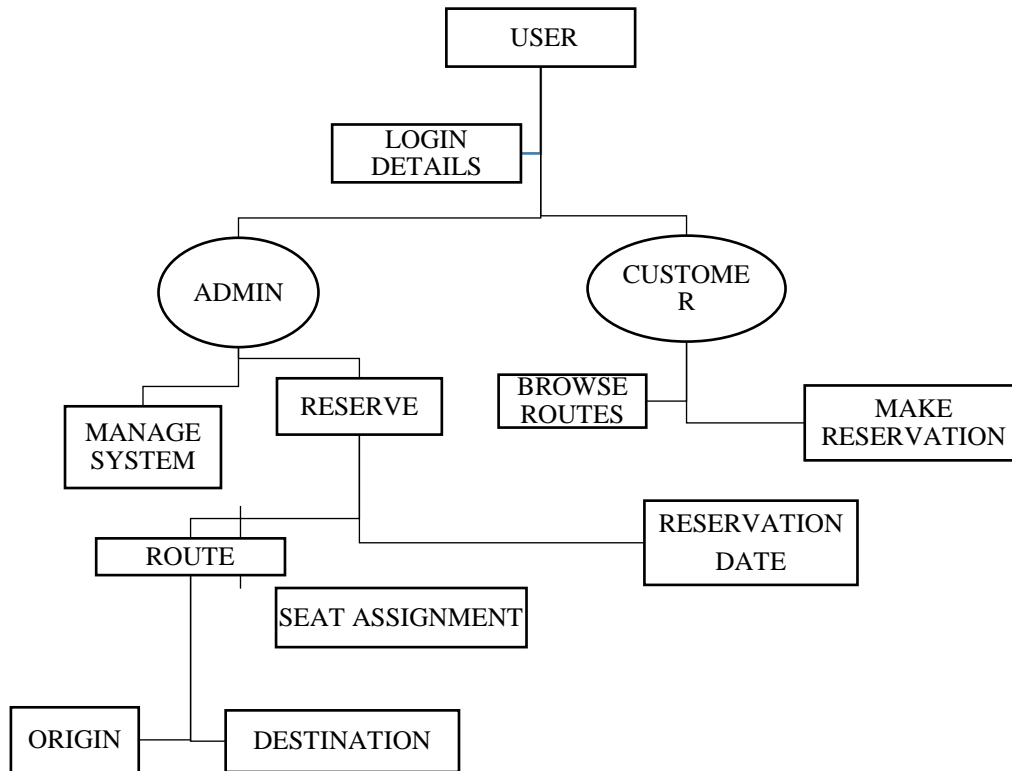 USER
LOGIN
DETAILS
ADMIN
CUSTOME
R
MANAGE
SYSTEM
RESERVE
BROWSE
ROUTES
MAKE
RESERVATION
ROUTE
RESERVATION
DATE
SEAT ASSIGNMENT
ORIGIN
DESTINATION